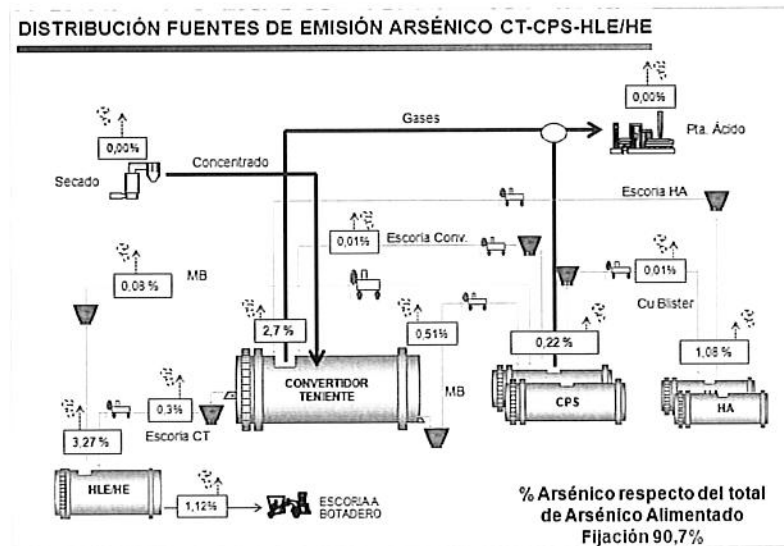 DISTRIBUCIÓN FUENTES DE EMISIÓN ARSÉNICO CT-CPS-HLE/HE
0,00%
Gases
0,00%
Pta. Ácido
Secado
Concentrado
Escoria HA
0,01%
Escoria Conv.
0,08 %
MB
0,01%
Cu Blister
2,7 %
0,51%
0,22 %
1,08 %
CONVERTIDOR
TENIENTE
MB
CPS
HA
0,3%
Escoria CT
3,27 %
HLE/HE
1,12%
ESCORIA A
BOTADERO
% Arsénico respecto del total
de Arsénico Alimentado
Fijación 90,7%